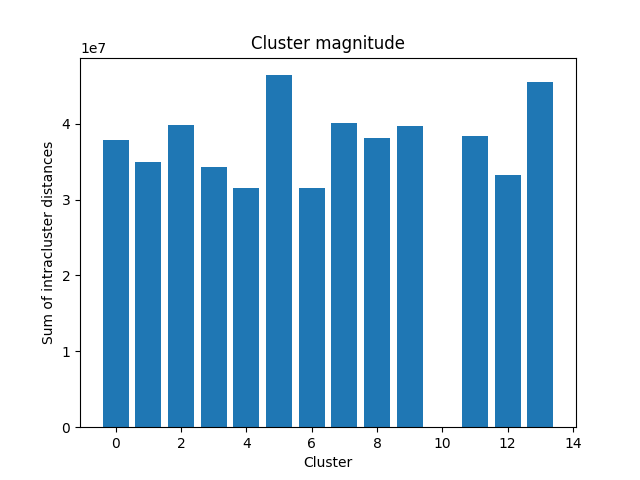 Cluster magnitude
1e7
4
3
2
1
0
Sum of intracluster distances
0 2 4 6 8 10 12 14
Cluster